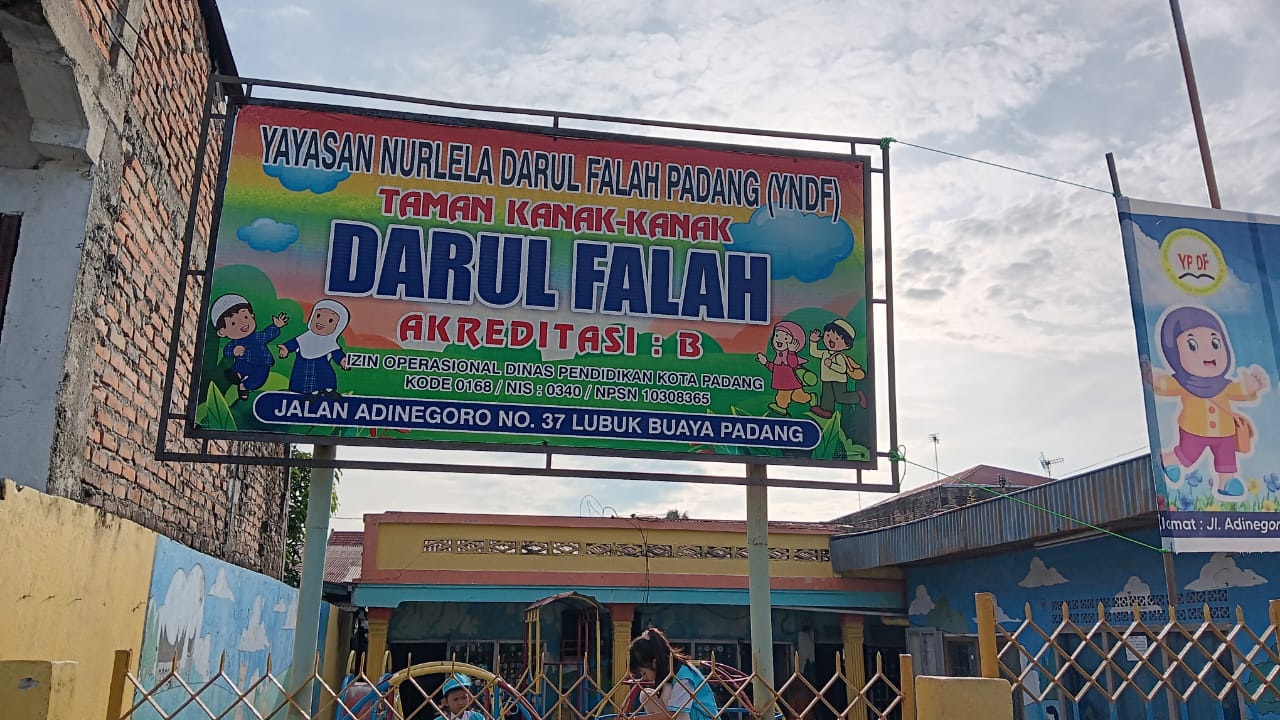 YAYASAN NURLELA DARUL FALAH PADANG (YNDF)
TAMAN KANAK-KANAK
DARUL FALAH
AKREDITASI : B
IZIN OPERASIONAL DINAS PENDIDIKAN KOTA PADANG
KODE 0168 / NIS : 0340 / NPSN 10308365
JALAN ADINEGORO NO. 37 LUBUK BUAYA PADANG
YP DF
lamat : Jl. Adinegor